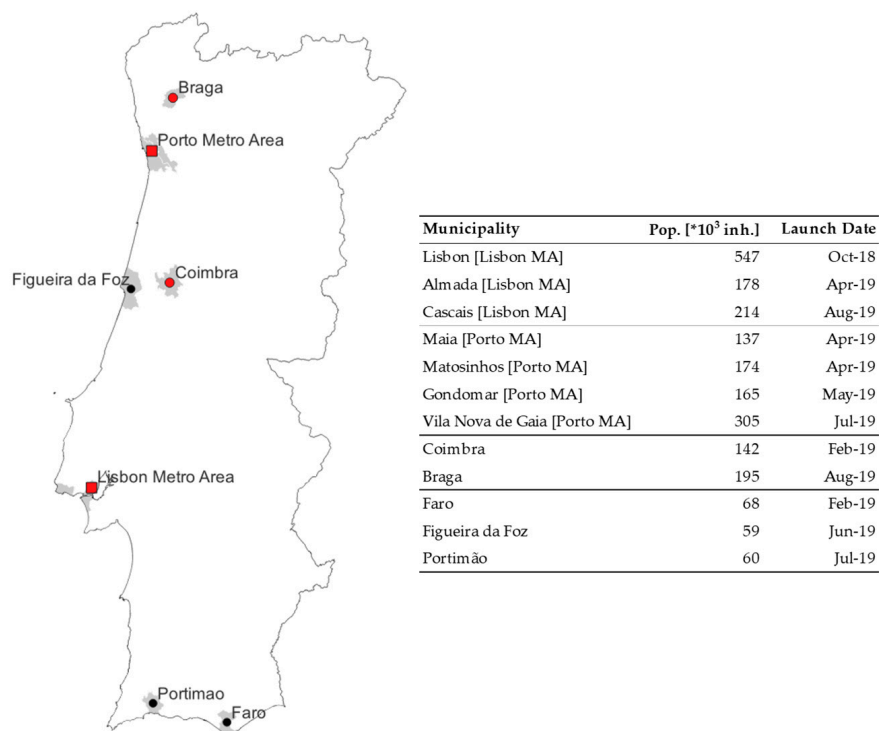 Braga
Porto Metro Area
Figueira da Foz
Coimbra
Lisbon Metro Area
Portimao
Faro
Municipality Pop. [*10³ inh.] Launch Date
Lisbon [Lisbon MA] 547 Oct-18
Almada [Lisbon MA] 178 Apr-19
Cascais [Lisbon MA] 214 Aug-19
Maia [Porto MA] 137 Apr-19
Matosinhos [Porto MA] 174 Apr-19
Gondomar [Porto MA] 165 May-19
Vila Nova de Gaia [Porto MA] 305 Jul-19
Coimbra 142 Feb-19
Braga 195 Aug-19
Faro 68 Feb-19
Figueira da Foz 59 Jun-19
Portimão 60 Jul-19